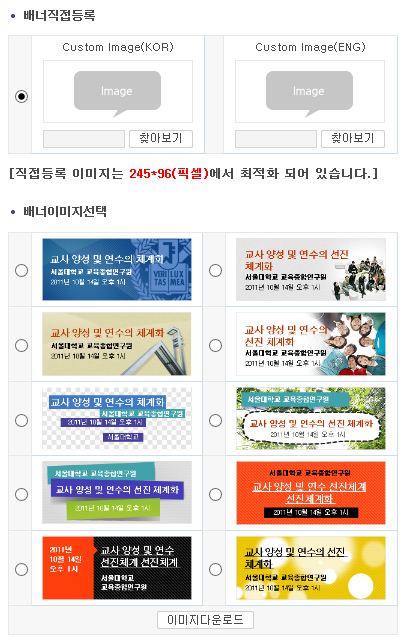 배너직접등록
Custom Image(KOR)
Custom Image(ENG)
Image
Image
찾아보기
찾아보기
[직접등록 이미지는 245*96(픽셀)에서 최적화 되어 있습니다.]
배너이미지선택
교사 양성 및 연수의 체계화
서울대학교 교육종합연구원
2011년 10월 14일 오후 1시
VERI LUX
TAS MEA
교사 양성 및 연수의 선진
체계화
서울대학교 교육종합연구원
2011년 10월 14일 오후 1시
교사 양성 및 연수의 체계화
서울대학교 교육종합연구원
2011년 10월 14일 오후 1시
교사 양성 및 연수의
선진 체계화
서울대학교 교육종합연구원
2011년 10월 14일 오후 1시
교사 양성 및 연수의 체계화
서울대학교 교육종합연구원
2011년 10월 14일 오후 1시
서울대학교
서울대학교 교육종합연구원
교사 양성 및 연수의 선진 체계화
2011년 10월 14일 오후 1시
서울대학교 교육종합연구원
교사 양성 및 연수의 선진 체계화
2011년 10월 14일 오후 1시
서울대학교 교육종합연구원
교사 양성 및 연수의 선진체계
선진체계화
2011년 10월 14일 오후 1시
2011년
10월 14일
오후 1시
교사 양성 및 연수
선진체계화 선진체계
서울대학교
교육종합연구원
교사 양성 및 연수의 선진
체계화
서울대학교 교육종합연구원
2011년 10월 14일 오후 1시
이미지다운로드